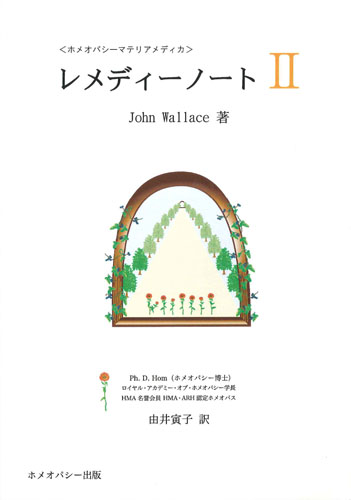 <ホメオパシーマテリアメディカ>
レメディーノート II
John Wallace 著
Ph. D. Hom（ホメオパシー博士）
ロイヤル・アカデミー・オブ・ホメオパシー学長
HMA 名誉会員 HMA・ARH 認定ホメオパス
由井寅子 訳
ホメオパシー出版